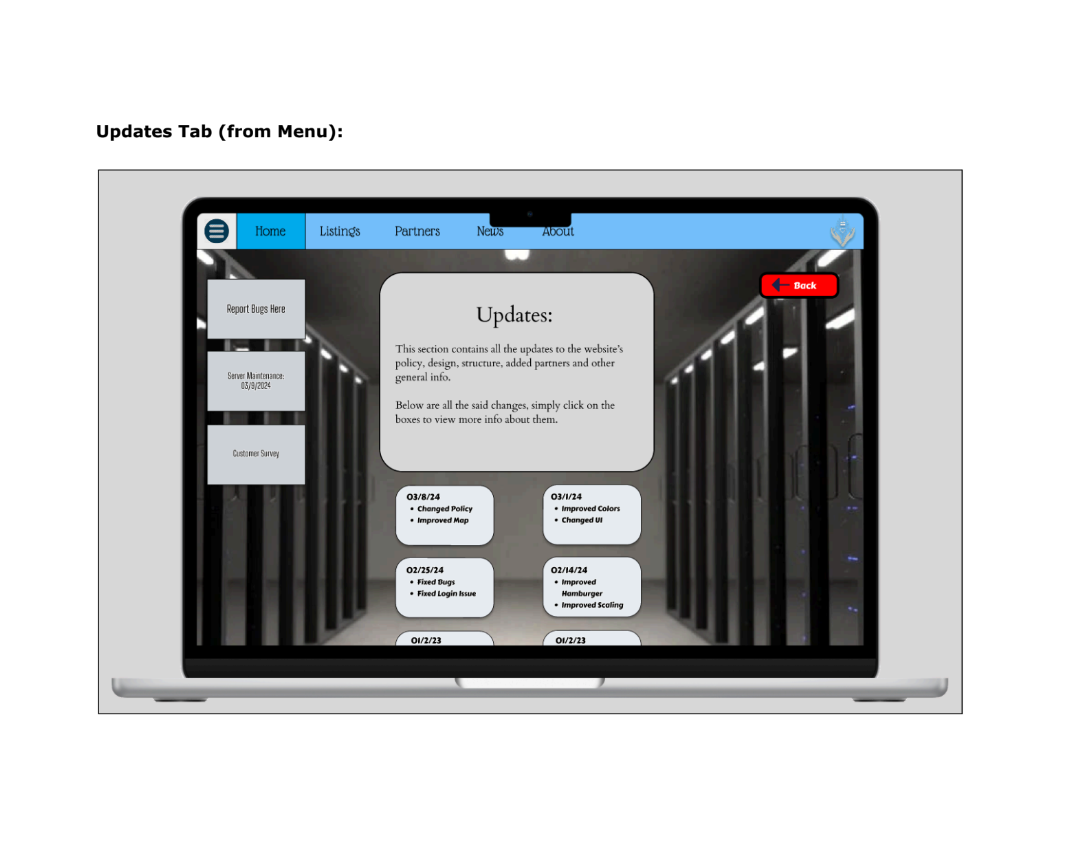 Updates Tab (from Menu):
Home Listings Partners News About
Report Bugs Here
Server Maintenance:
03/9/2024
Customer Survey
Back
Updates:
This section contains all the updates to the website's
policy, design, structure, added partners and other
general info.
Below are all the said changes, simply click on the
boxes to view more info about them.
03/8/24
• Changed Policy
• Improved Map
03/1/24
• Improved Colors
• Changed UI
02/25/24
• Fixed Bugs
• Fixed Login Issue
02/14/24
• Improved
Hamburger
• Improved Scaling
01/2/23
01/2/23